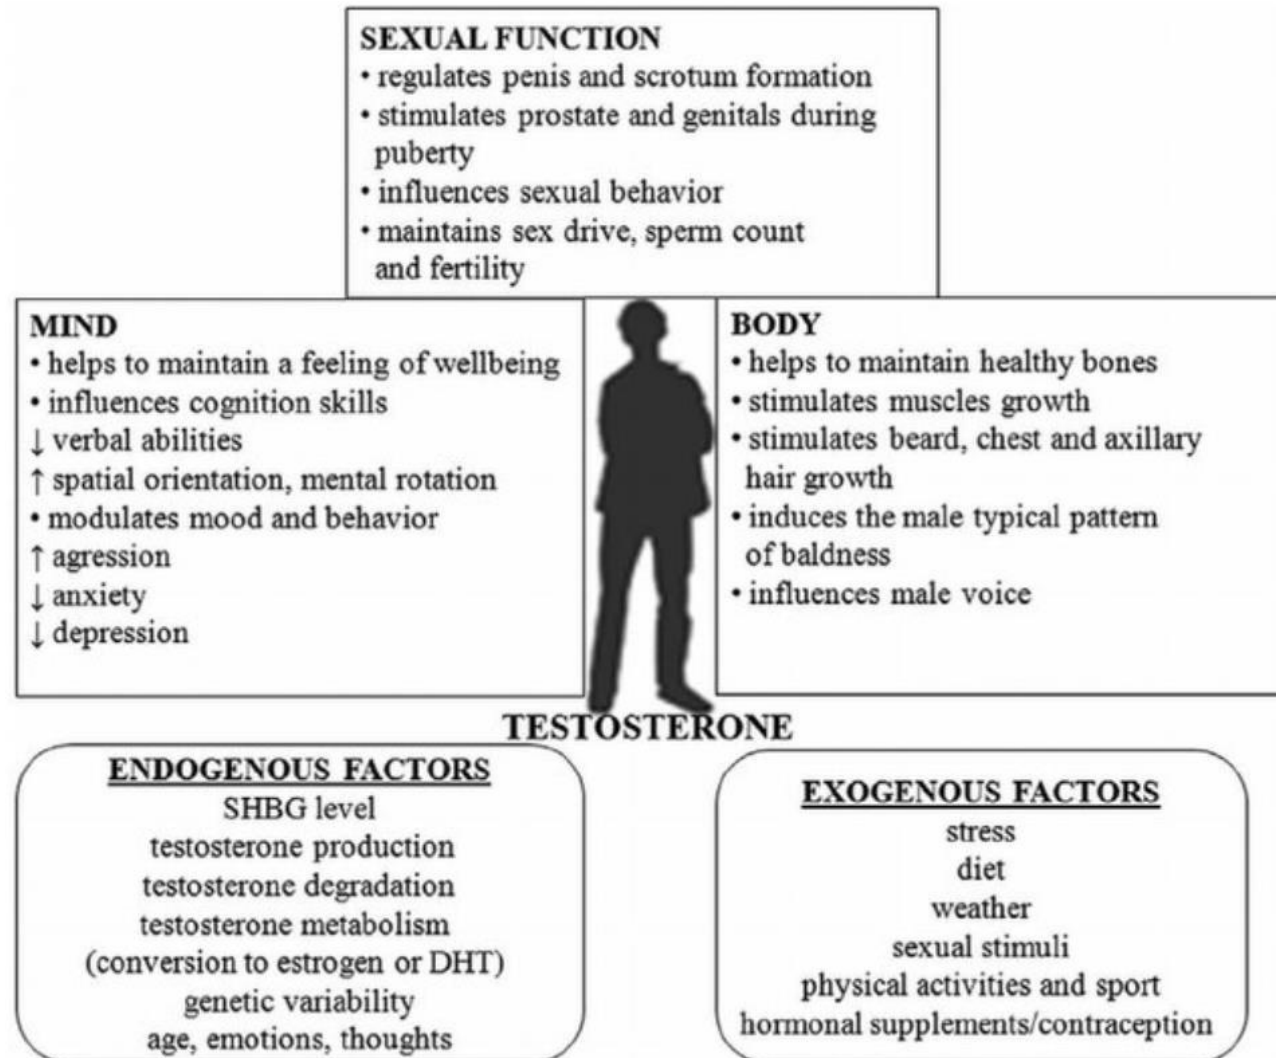 SEXUAL FUNCTION
• regulates penis and scrotum formation
• stimulates prostate and genitals during
puberty
• influences sexual behavior
• maintains sex drive, sperm count
and fertility
MIND
• helps to maintain a feeling of wellbeing
• influences cognition skills
↓ verbal abilities
↑ spatial orientation, mental rotation
• modulates mood and behavior
↑ agression
↓ anxiety
↓ depression
BODY
• helps to maintain healthy bones
• stimulates muscles growth
• stimulates beard, chest and axillary
hair growth
• induces the male typical pattern
of baldness
• influences male voice
TESTOSTERONE
ENDOGENOUS FACTORS
SHBG level
testosterone production
testosterone degradation
testosterone metabolism
(conversion to estrogen or DHT)
genetic variability
age, emotions, thoughts
EXOGENOUS FACTORS
stress
diet
weather
sexual stimuli
physical activities and sport
hormonal supplements/contraception